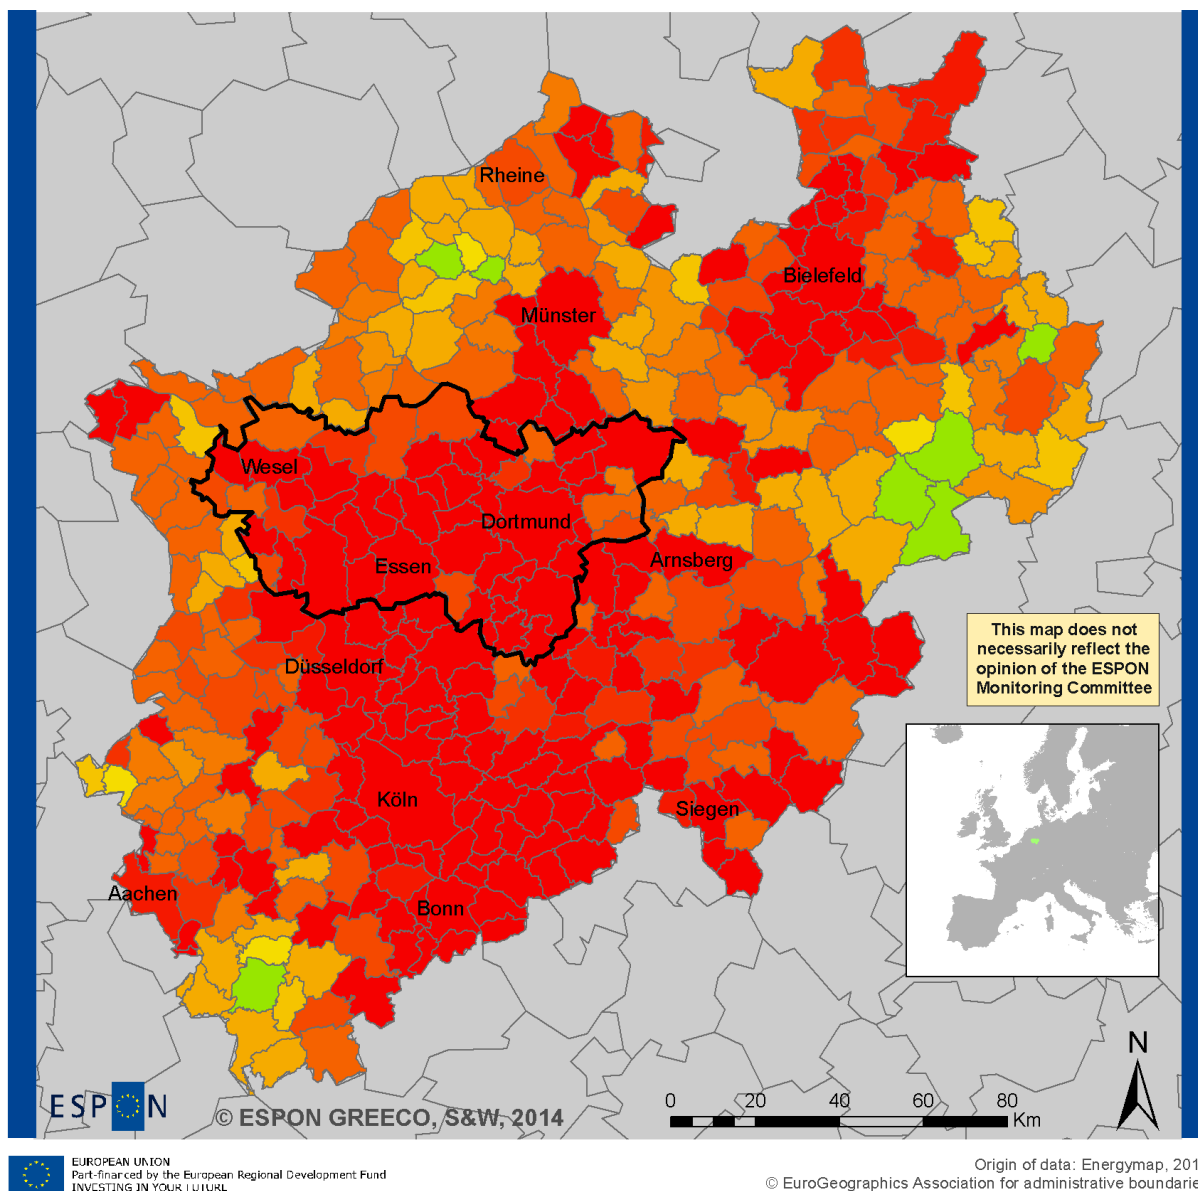 Rheine
Bielefeld
Münster
Wesel
Dortmund
Essen
Arnsberg
This map does not
necessarily reflect the
opinion of the ESPON
Monitoring Committee
Düsseldorf
Köln
Siegen
Aachen
Bonn
N
ESPON
© ESPON GREECO, S&W, 2014
0 20 40 60 80
Km
EUROPEAN UNION
Part-financed by the European Regional Development Fund
INVESTING IN YOUR FUTURE
Origin of data: Energymap, 201
© EuroGeographics Association for administrative boundarie